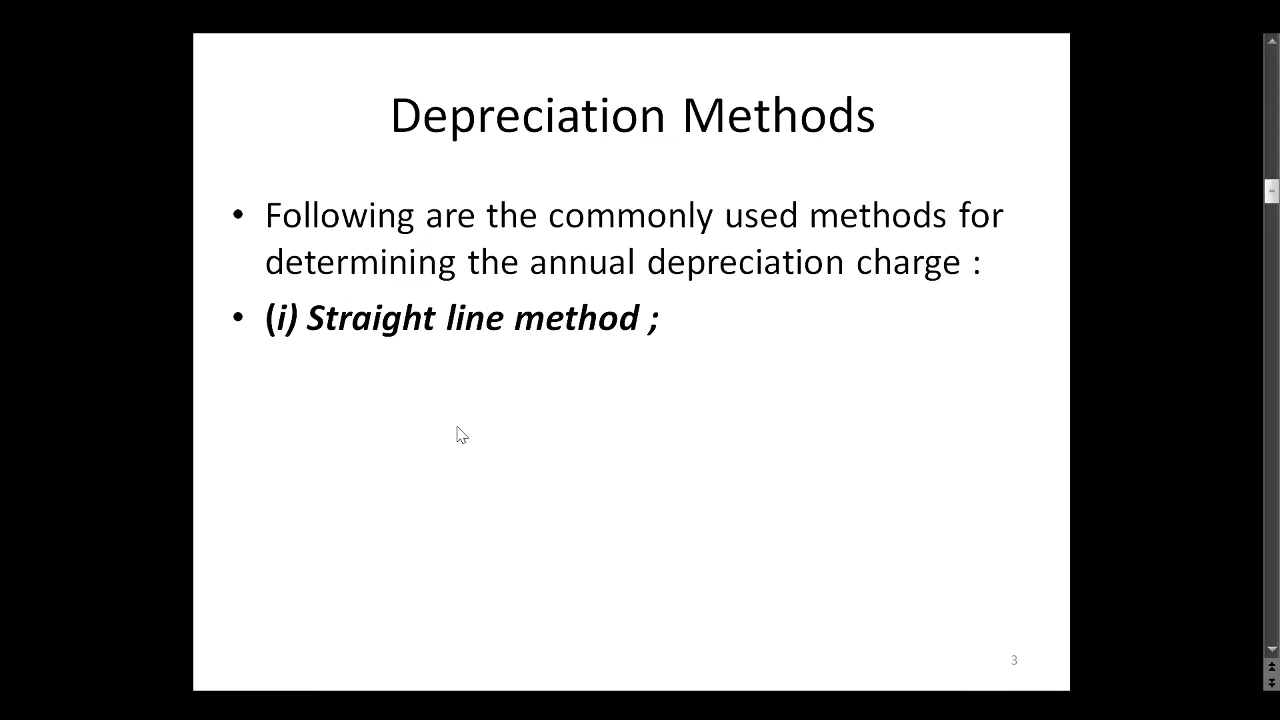 Depreciation Methods
• Following are the commonly used methods for
determining the annual depreciation charge :
• (i) Straight line method ;
3